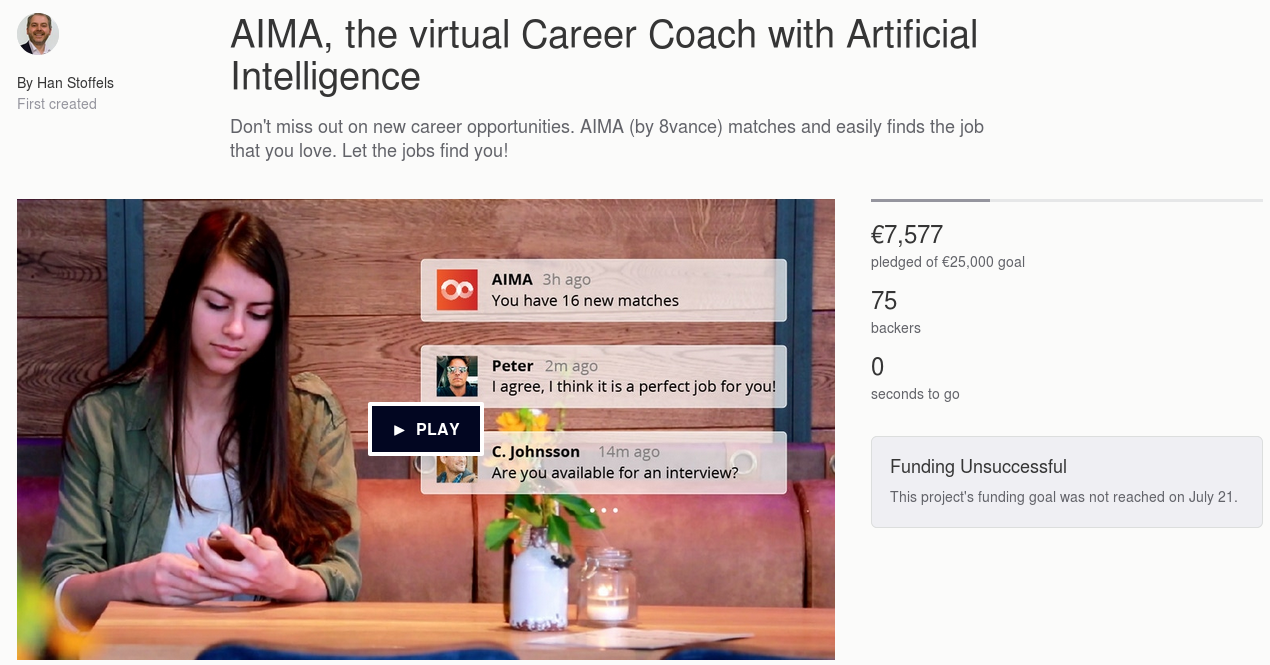 By Han Stoffels
First created
AIMA, the virtual Career Coach with Artificial
Intelligence
Don't miss out on new career opportunities. AIMA (by 8vance) matches and easily finds the job
that you love. Let the jobs find you!
AIMA 3h ago
You have 16 new matches
Peter 2m ago
I agree, I think it is a perfect job for you!
► PLAY
C. Johnsson 14m ago
Are you available for an interview?
€7,577
pledged of €25,000 goal
75
backers
0
seconds to go
Funding Unsuccessful
This project's funding goal was not reached on July 21.